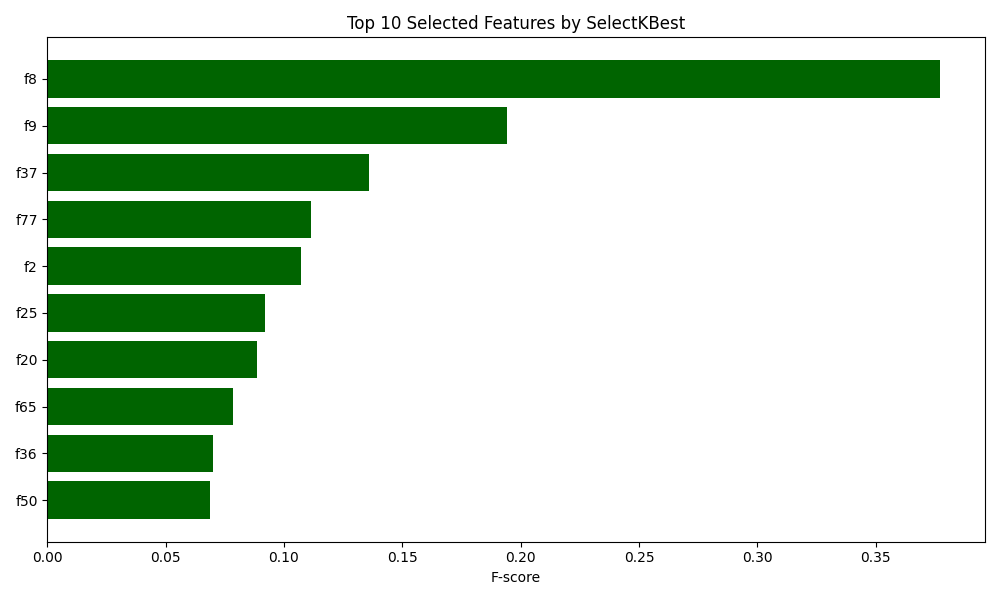 Top 10 Selected Features by SelectKBest
f8
f9
f37
f77
f2
f25
f20
f65
f36
f50
0.00 0.05 0.10 0.15 0.20 0.25 0.30 0.35
F-score